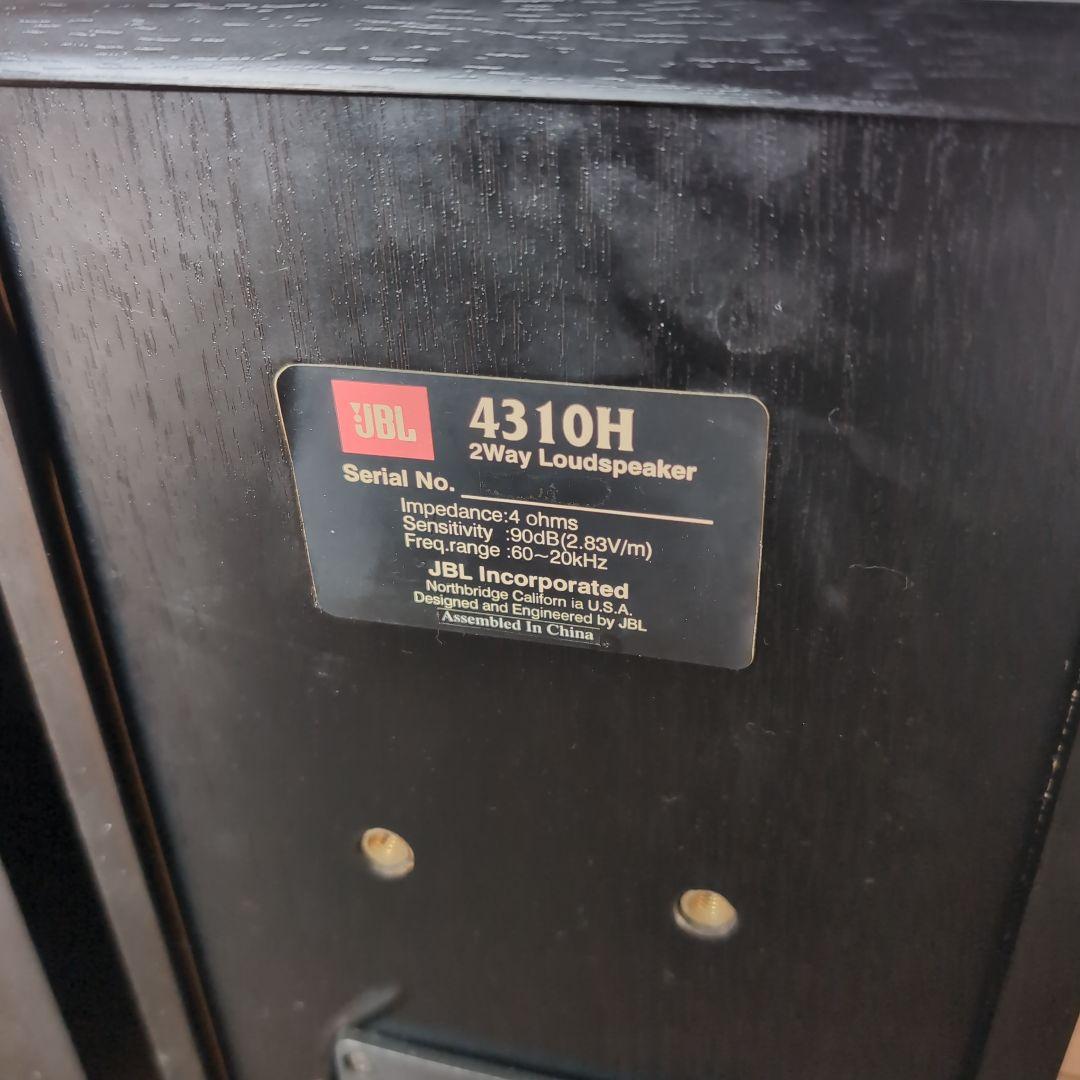 JBL
4310H
2Way Loudspeaker
Serial No.
Impedance:4 ohms
Sensitivity :90dB(2.83V/m)
Freq.range :60~20kHz
JBL Incorporated
Northbridge Californ ia U.S.A.
Designed and Engineered by JBL
Assembled In China